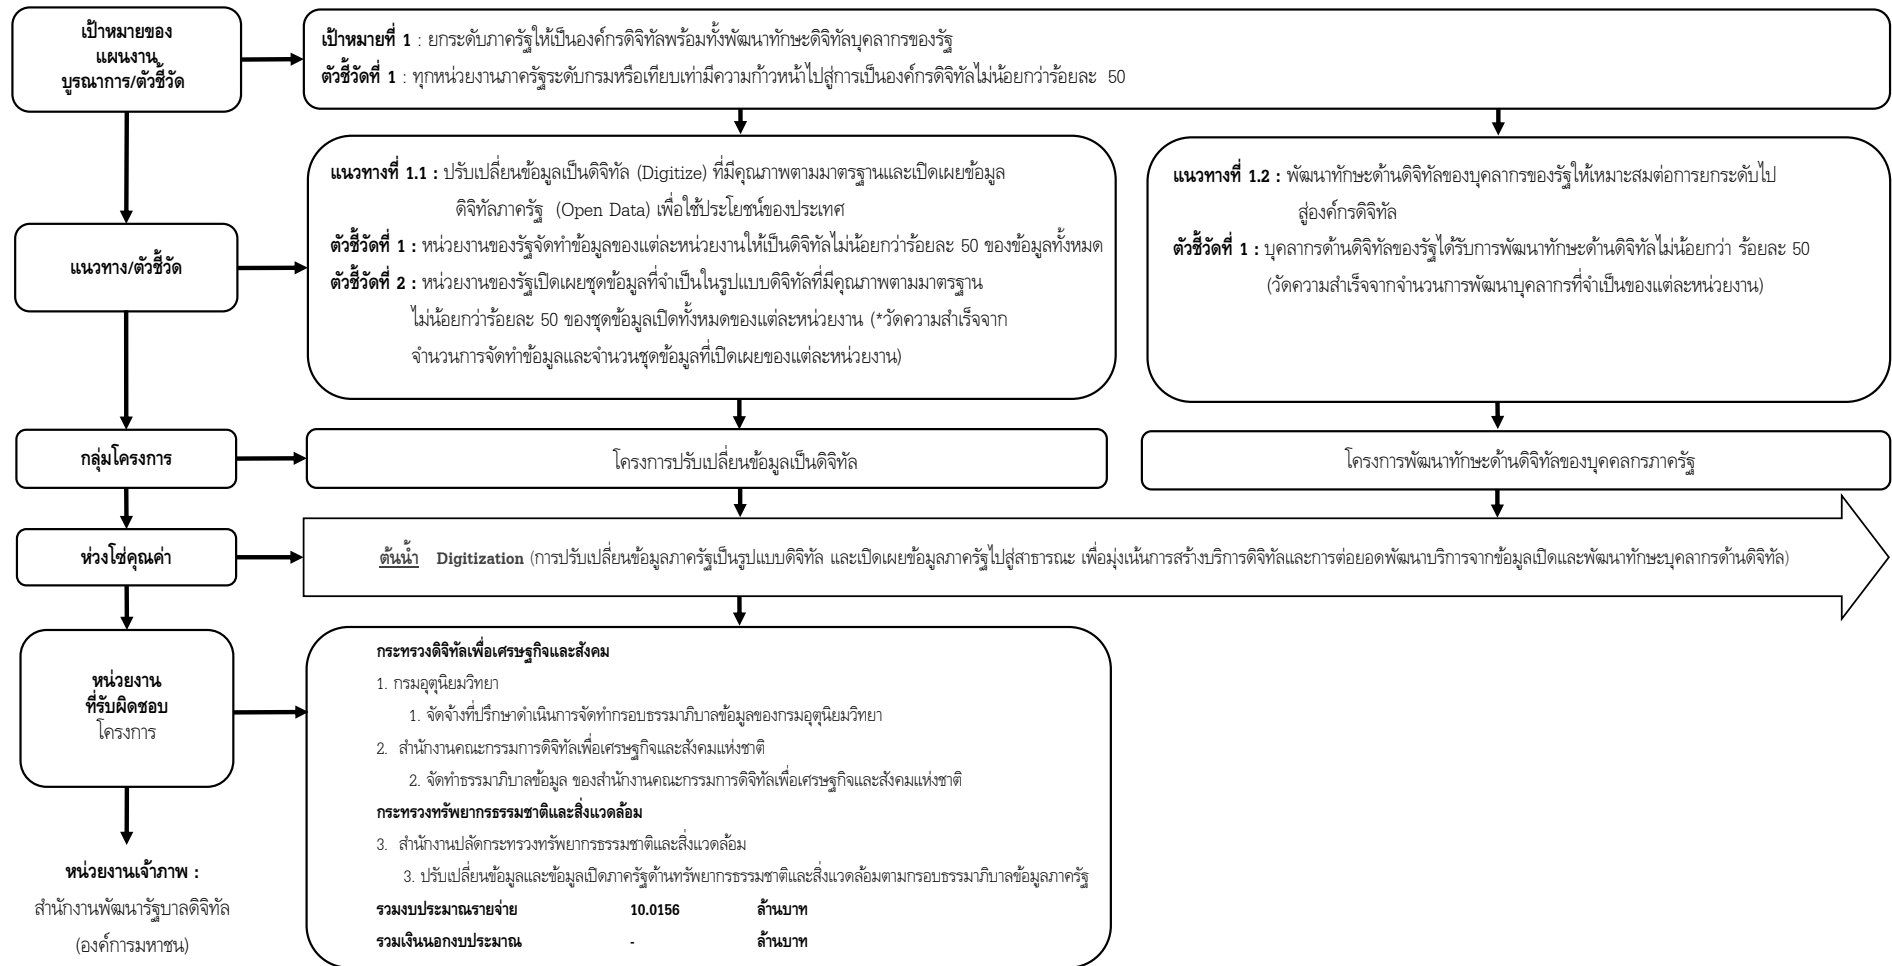 เป้าหมายของ
แผนงาน
บูรณาการ/ตัวชี้วัด
เป้าหมายที่ 1 : ยกระดับภาครัฐให้เป็นองค์กรดิจิทัลพร้อมทั้งพัฒนาทักษะดิจิทัลบุคลากรของรัฐ
ตัวชี้วัดที่ 1 : ทุกหน่วยงานภาครัฐระดับกรมหรือเทียบเท่ามีความก้าวหน้าไปสู่การเป็นองค์กรดิจิทัลไม่น้อยกว่าร้อยละ 50
แนวทาง/ตัวชี้วัด
แนวทางที่ 1.1 : ปรับเปลี่ยนข้อมูลเป็นดิจิทัล (Digitize) ที่มีคุณภาพตามมาตรฐานและเปิดเผยข้อมูล
ดิจิทัลภาครัฐ (Open Data) เพื่อใช้ประโยชน์ของประเทศ
ตัวชี้วัดที่ 1 : หน่วยงานของรัฐจัดทำข้อมูลของแต่ละหน่วยงานให้เป็นดิจิทัลไม่น้อยกว่าร้อยละ 50 ของข้อมูลทั้งหมด
ตัวชี้วัดที่ 2 : หน่วยงานของรัฐเปิดเผยชุดข้อมูลที่จำเป็นในรูปแบบดิจิทัลที่มีคุณภาพตามมาตรฐาน
ไม่น้อยกว่าร้อยละ 50 ของชุดข้อมูลเปิดทั้งหมดของแต่ละหน่วยงาน (*วัดความสำเร็จจาก
จำนวนการจัดทำข้อมูลและจำนวนชุดข้อมูลที่เปิดเผยของแต่ละหน่วยงาน)
แนวทางที่ 1.2 : พัฒนาทักษะด้านดิจิทัลของบุคลากรของรัฐให้เหมาะสมต่อการยกระดับไป
สู่องค์กรดิจิทัล
ตัวชี้วัดที่ 1 : บุคลากรด้านดิจิทัลของรัฐได้รับการพัฒนาทักษะด้านดิจิทัลไม่น้อยกว่า ร้อยละ 50
(วัดความสำเร็จจากจำนวนการพัฒนาบุคลากรที่จำเป็นของแต่ละหน่วยงาน)
กลุ่มโครงการ
โครงการปรับเปลี่ยนข้อมูลเป็นดิจิทัล
โครงการพัฒนาทักษะด้านดิจิทัลของบุคคลกรภาครัฐ
ห่วงโซ่คุณค่า
ต้นน้ำ Digitization (การปรับเปลี่ยนข้อมูลภาครัฐเป็นรูปแบบดิจิทัล และเปิดเผยข้อมูลภาครัฐไปสู่สาธารณะ เพื่อมุ่งเน้นการสร้างบริการดิจิทัลและการต่อยอดพัฒนาบริการจากข้อมูลเปิดและพัฒนาทักษะบุคลากรด้านดิจิทัล)
หน่วยงาน
ที่รับผิดชอบ
โครงการ
กระทรวงดิจิทัลเพื่อเศรษฐกิจและสังคม
1. กรมอุตุนิยมวิทยา
1. จัดจ้างที่ปรึกษาดำเนินการจัดทำกรอบธรรมาภิบาลข้อมูลของกรมอุตุนิยมวิทยา
2. สำนักงานคณะกรรมการดิจิทัลเพื่อเศรษฐกิจและสังคมแห่งชาติ
2. จัดทำธรรมาภิบาลข้อมูล ของสำนักงานคณะกรรมการดิจิทัลเพื่อเศรษฐกิจและสังคมแห่งชาติ
กระทรวงทรัพยากรธรรมชาติและสิ่งแวดล้อม
3. สำนักงานปลัดกระทรวงทรัพยากรธรรมชาติและสิ่งแวดล้อม
3. ปรับเปลี่ยนข้อมูลและข้อมูลเปิดภาครัฐด้านทรัพยากรธรรมชาติและสิ่งแวดล้อมตามกรอบธรรมาภิบาลข้อมูลภาครัฐ
รวมงบประมาณรายจ่าย 10.0156 ล้านบาท
รวมเงินนอกงบประมาณ - ล้านบาท
หน่วยงานเจ้าภาพ :
สำนักงานพัฒนารัฐบาลดิจิทัล
(องค์การมหาชน)